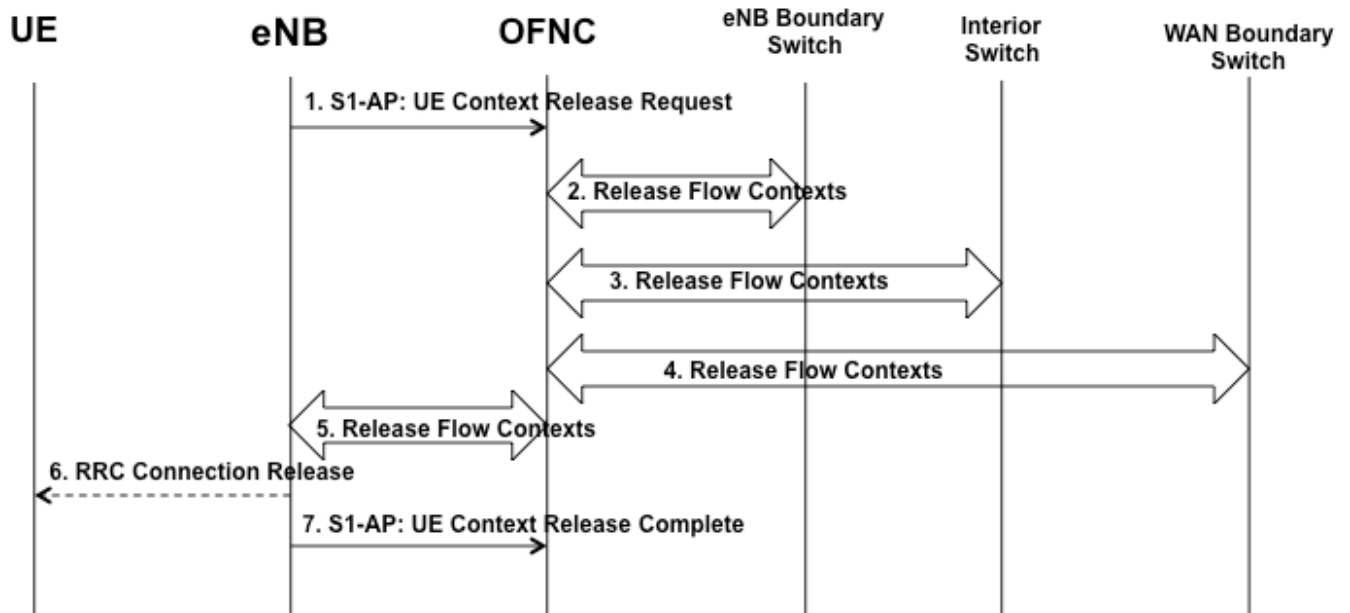 UE
eNB
OFNC
eNB Boundary
Switch
Interior
Switch
WAN Boundary
Switch
1. S1-AP: UE Context Release Request
2. Release Flow Contexts
3. Release Flow Contexts
4. Release Flow Contexts
5. Release Flow Contexts
6. RRC Connection Release
7. S1-AP: UE Context Release Complete